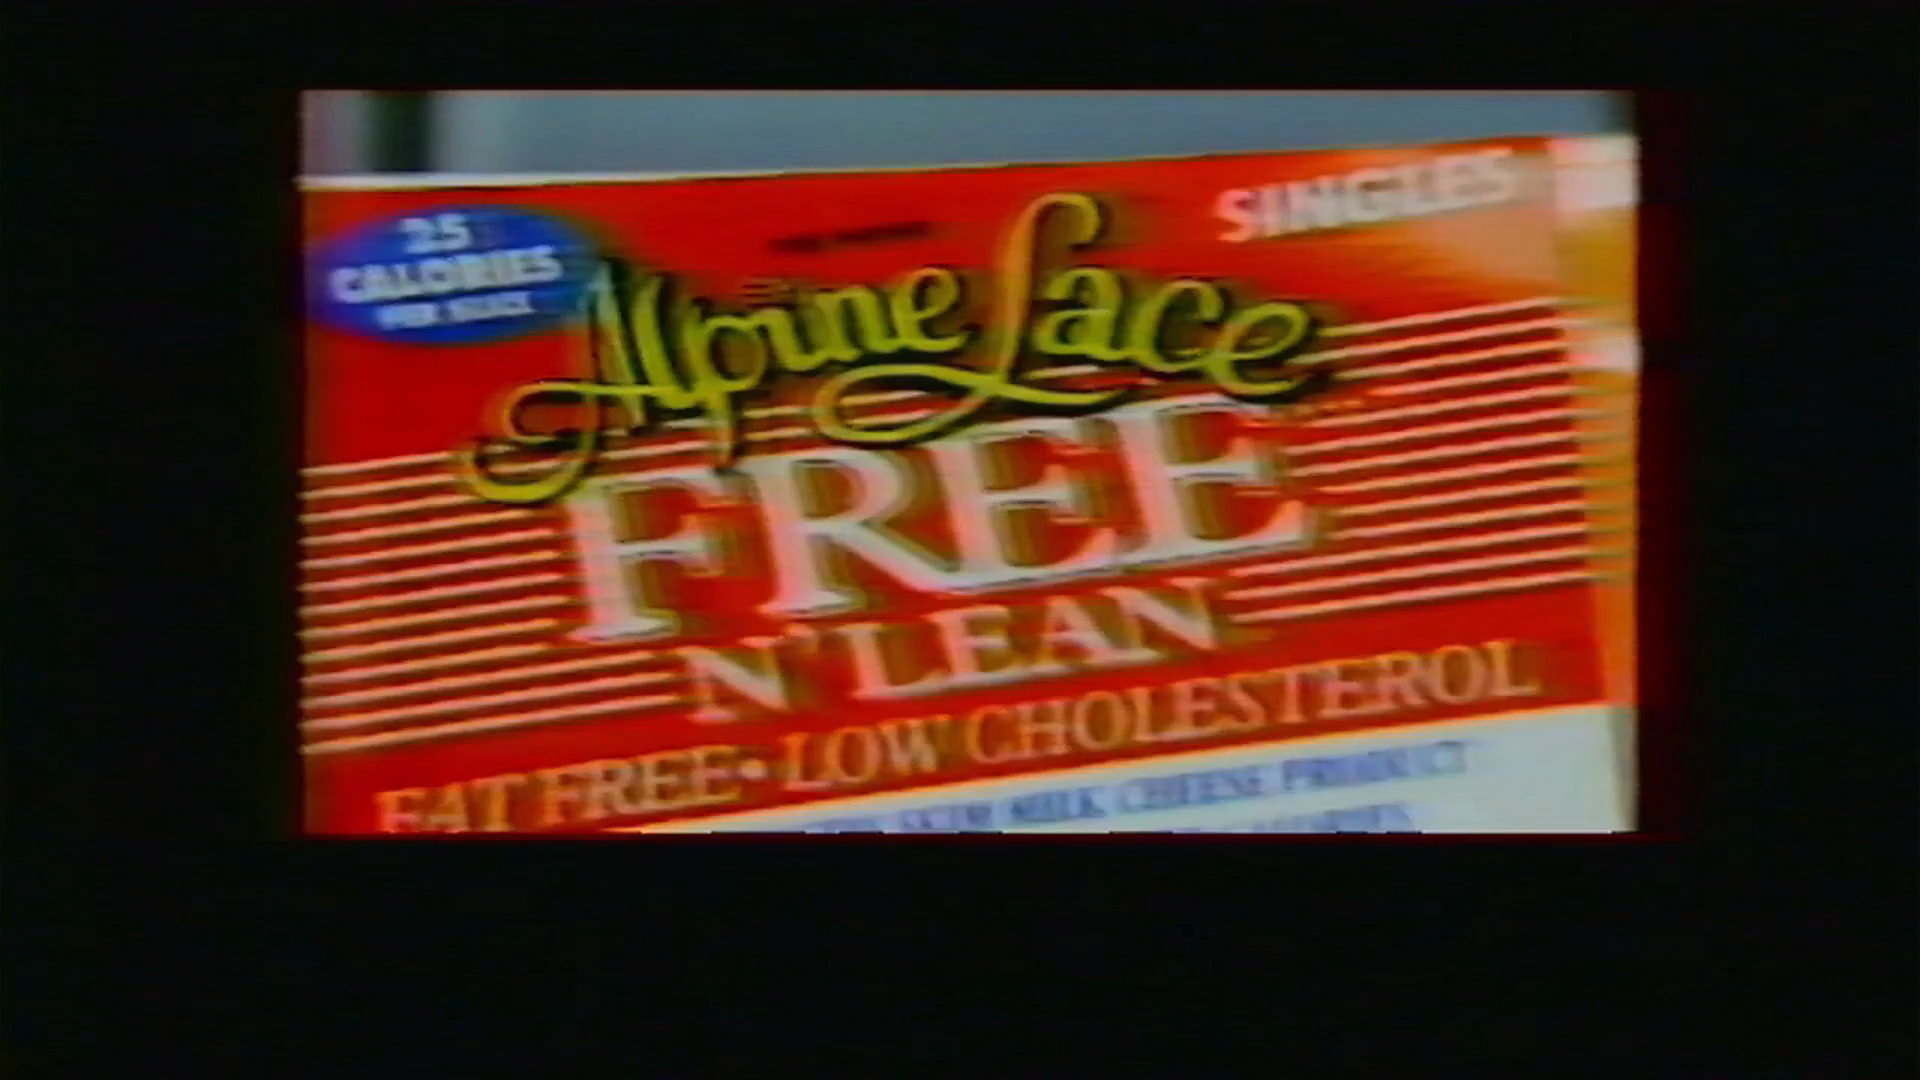 25
CALORIES
PER SLICE
SINGLES
Alpine Lace
FREE
N' LEAN
FAT FREE • LOW CHOLESTEROL
SKIM MILK CHEESE PRODUCT